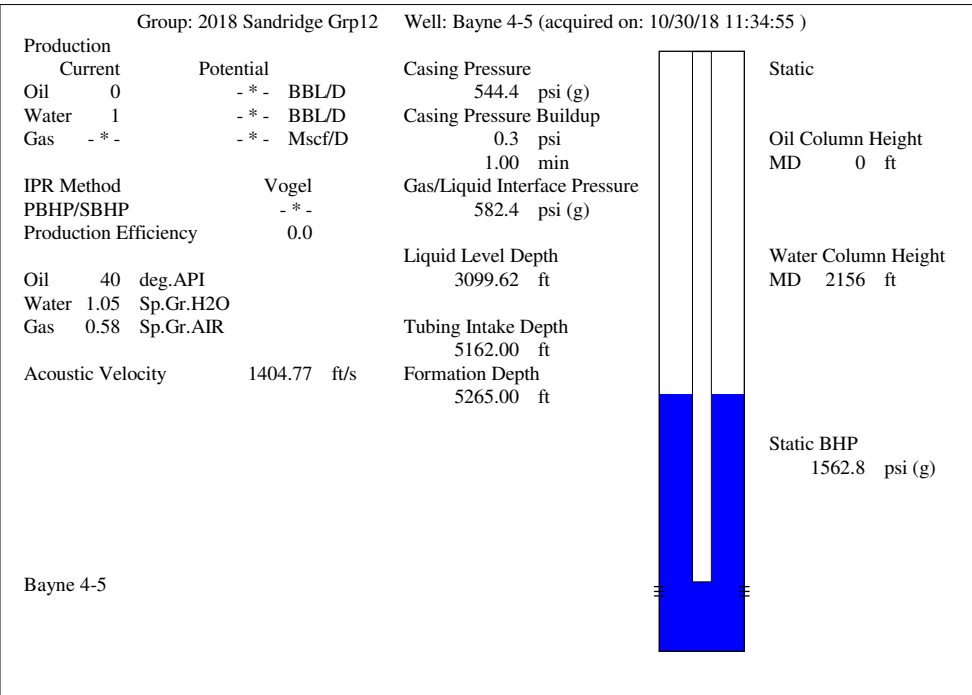 Group: 2018 Sandridge Grp12 Well: Bayne 4-5 (acquired on: 10/30/18 11:34:55 )
Production
Current Potential
Oil 0 - * - BBL/D
Water 1 - * - BBL/D
Gas - * - - * - Mscf/D
IPR Method Vogel
PBHP/SBHP - * -
Production Efficiency 0.0
Oil 40 deg.API
Water 1.05 Sp.Gr.H2O
Gas 0.58 Sp.Gr.AIR
Acoustic Velocity 1404.77 ft/s
Bayne 4-5
Casing Pressure
544.4 psi (g)
Casing Pressure Buildup
0.3 psi
1.00 min
Gas/Liquid Interface Pressure
582.4 psi (g)
Liquid Level Depth
3099.62 ft
Tubing Intake Depth
5162.00 ft
Formation Depth
5265.00 ft
Static
Oil Column Height
MD 0 ft
Water Column Height
MD 2156 ft
Static BHP
1562.8 psi (g)